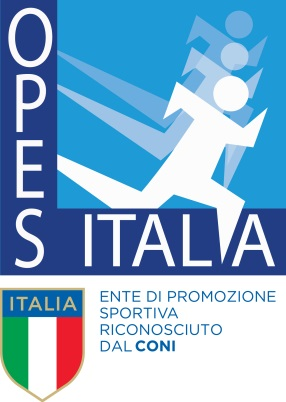 OPES
ITALIA
ITALIA
ENTE DI PROMOZIONE
SPORTIVA
RICONOSCIUTO
DAL CONI